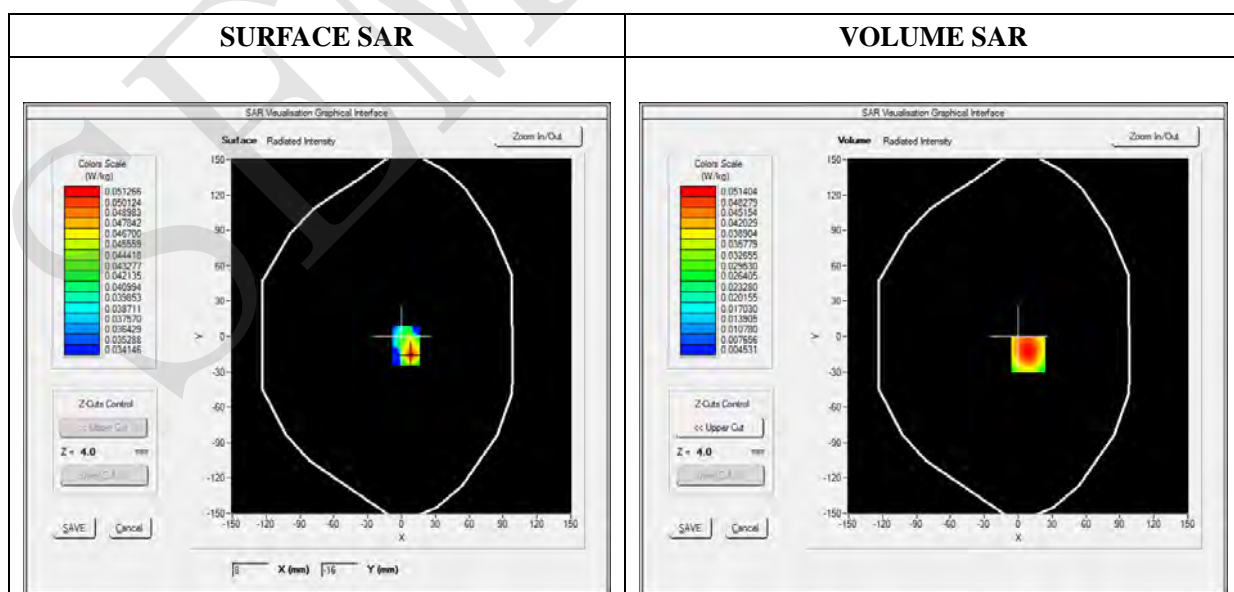 SURFACE SAR
VOLUME SAR
SAR Visualisation Graphical Interface
Surface Radiated Intensity
Zoom In/Out
Colors Scale
(W/kg)
0.051266
0.050124
0.048983
0.047842
0.046700
0.045559
0.044418
0.043277
0.042135
0.040994
0.039853
0.038711
0.037570
0.036429
0.035288
0.034146
150
120
90
60
30
0
-30
-60
-90
-120
-150
Y
-150 -120 -90 -60 -30 0 30 60 90 120 150
X
Z-Cuts Control
<< Upper Cut
Z = 4.0 mm
SAVE Cancel
8 X (mm) -16 Y (mm)
SAR Visualisation Graphical Interface
Volume Radiated Intensity
Zoom In/Out
Colors Scale
(W/kg)
0.051404
0.048279
0.045154
0.042029
0.038904
0.035779
0.032655
0.029530
0.026405
0.023280
0.020155
0.017030
0.013905
0.010780
0.007656
0.004531
150
120
90
60
30
0
-30
-60
-90
-120
-150
Y
-150 -120 -90 -60 -30 0 30 60 90 120 150
X
Z-Cuts Control
<< Upper Cut
Z = 4.0 mm
SAVE Cancel